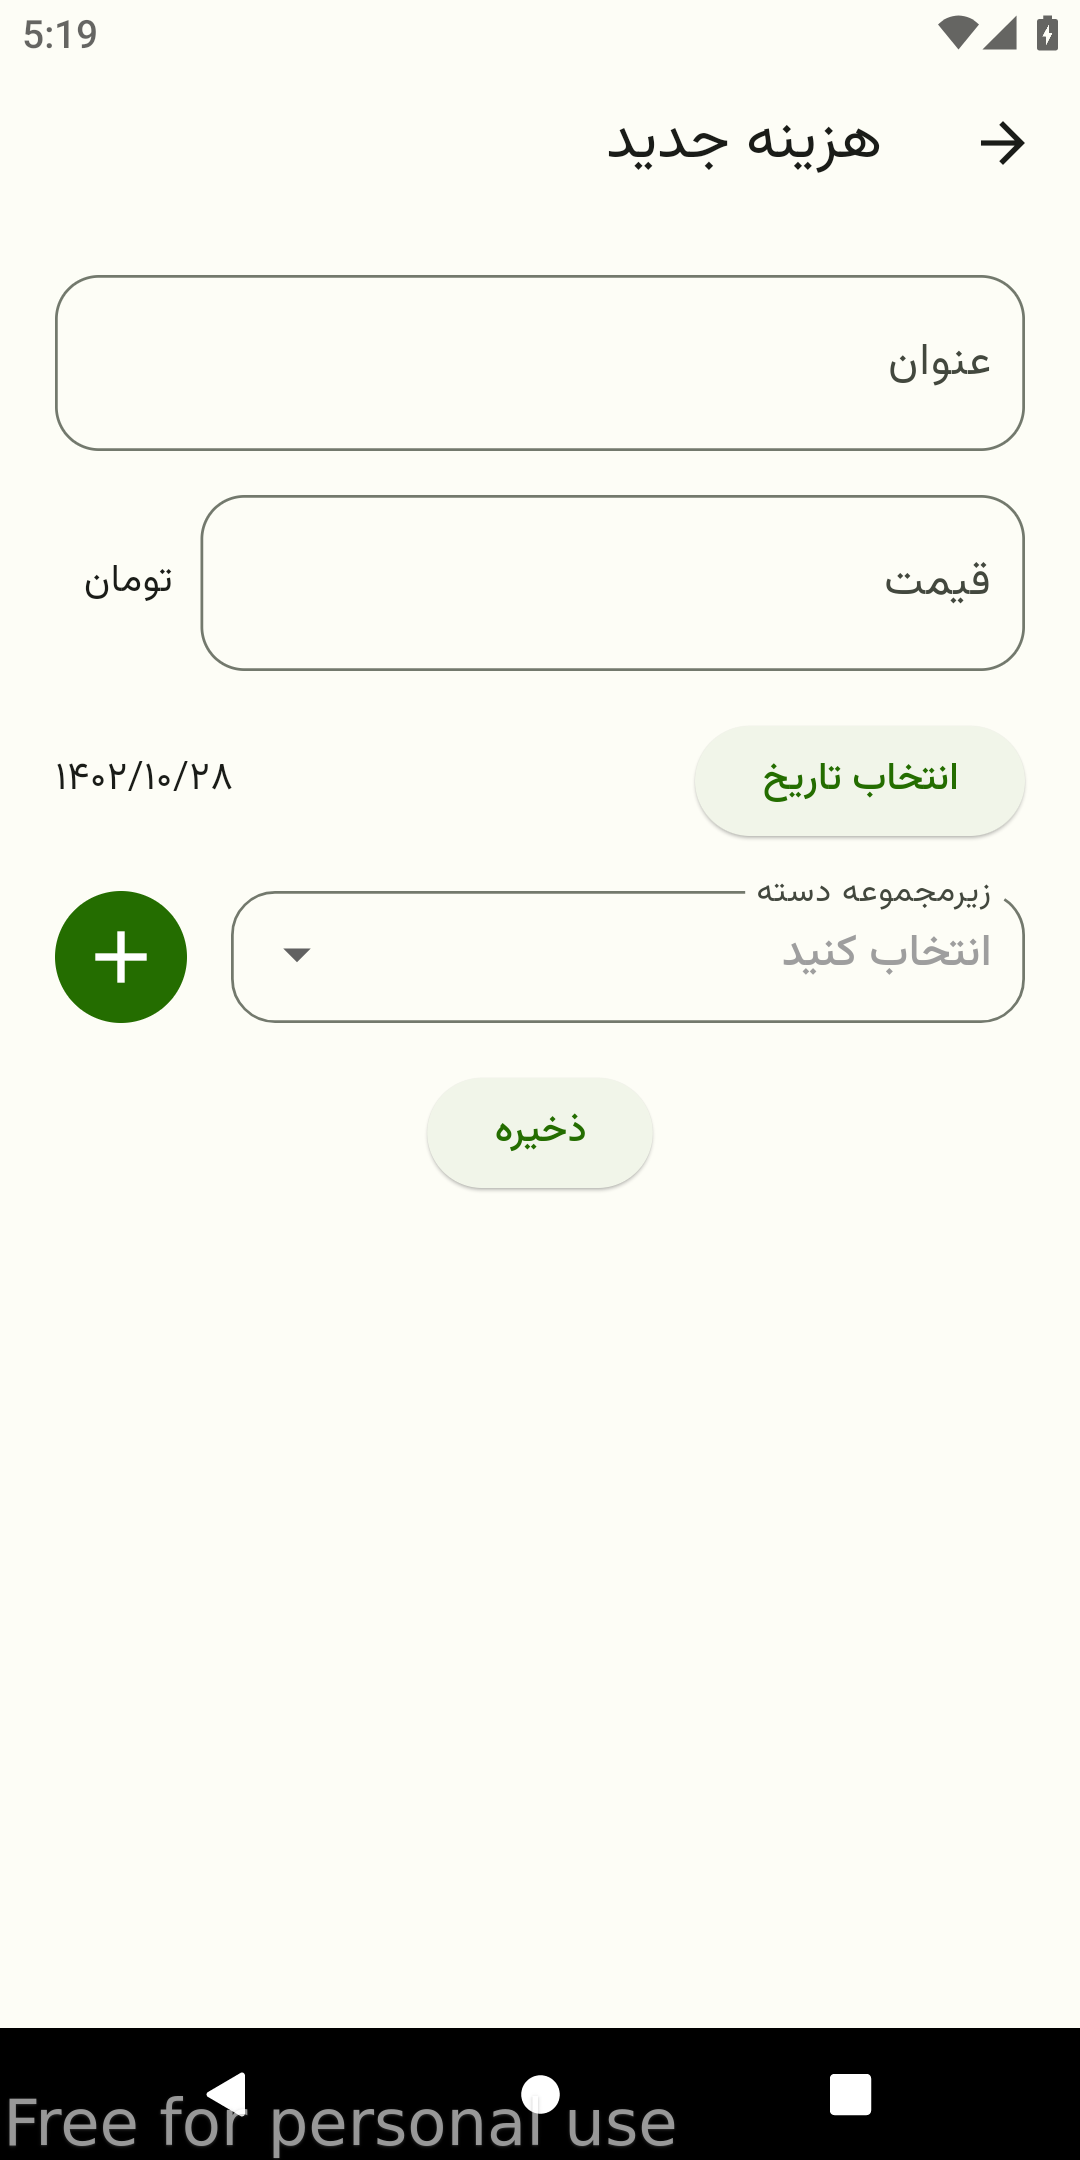 5:19
هزینه جدید
عنوان
قیمت
تومان
انتخاب تاریخ
۱۴۰۲/۱۰/۲۸
زیرمجموعه دسته
انتخاب کنید
ذخیره
Free for personal use